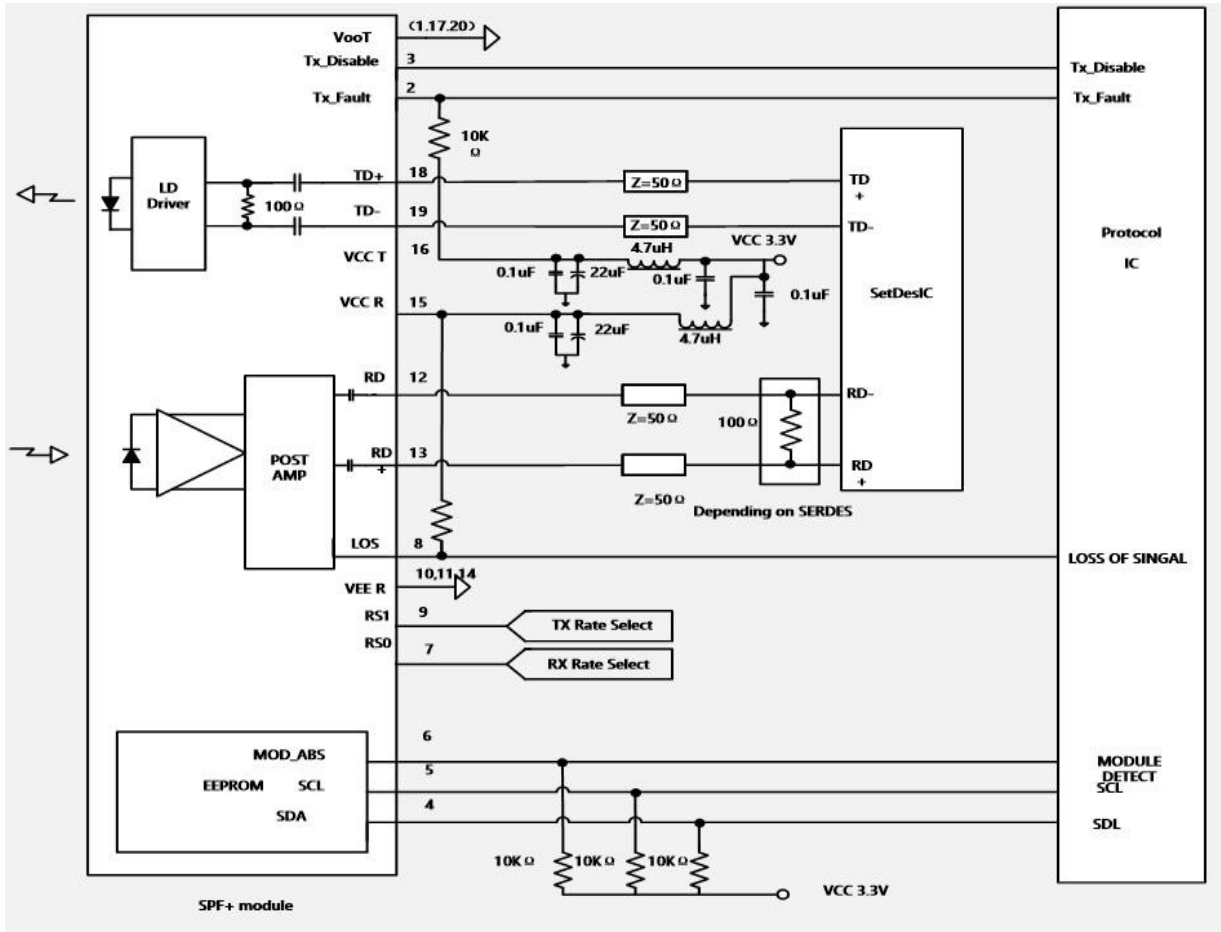 VooT
(1.17.20)
Tx_Disable
3
Tx_Disable
Tx_Fault
2
Tx_Fault
10K
Ω
LD
Driver
100Ω
TD+
18
Z=50Ω
TD
+
TD-
19
Z=50Ω
TD-
VCC T
16
4.7uH
VCC 3.3V
0.1uF
22uF
0.1uF
0.1uF
SetDesIC
Protocol
IC
VCC R
15
0.1uF
22uF
4.7uH
RD
-
12
Z=50Ω
RD-
100Ω
POST
AMP
RD
+
13
Z=50Ω
RD
+
Depending on SERDES
LOS
8
LOSS OF SINGAL
VEE R
10,11,14
RS1
9
TX Rate Select
RS0
7
RX Rate Select
MOD_ABS
6
MODULE
DETECT
EEPROM
SCL
5
SCL
SDA
4
SDL
10KΩ
10KΩ
10KΩ
VCC 3.3V
SPF+ module